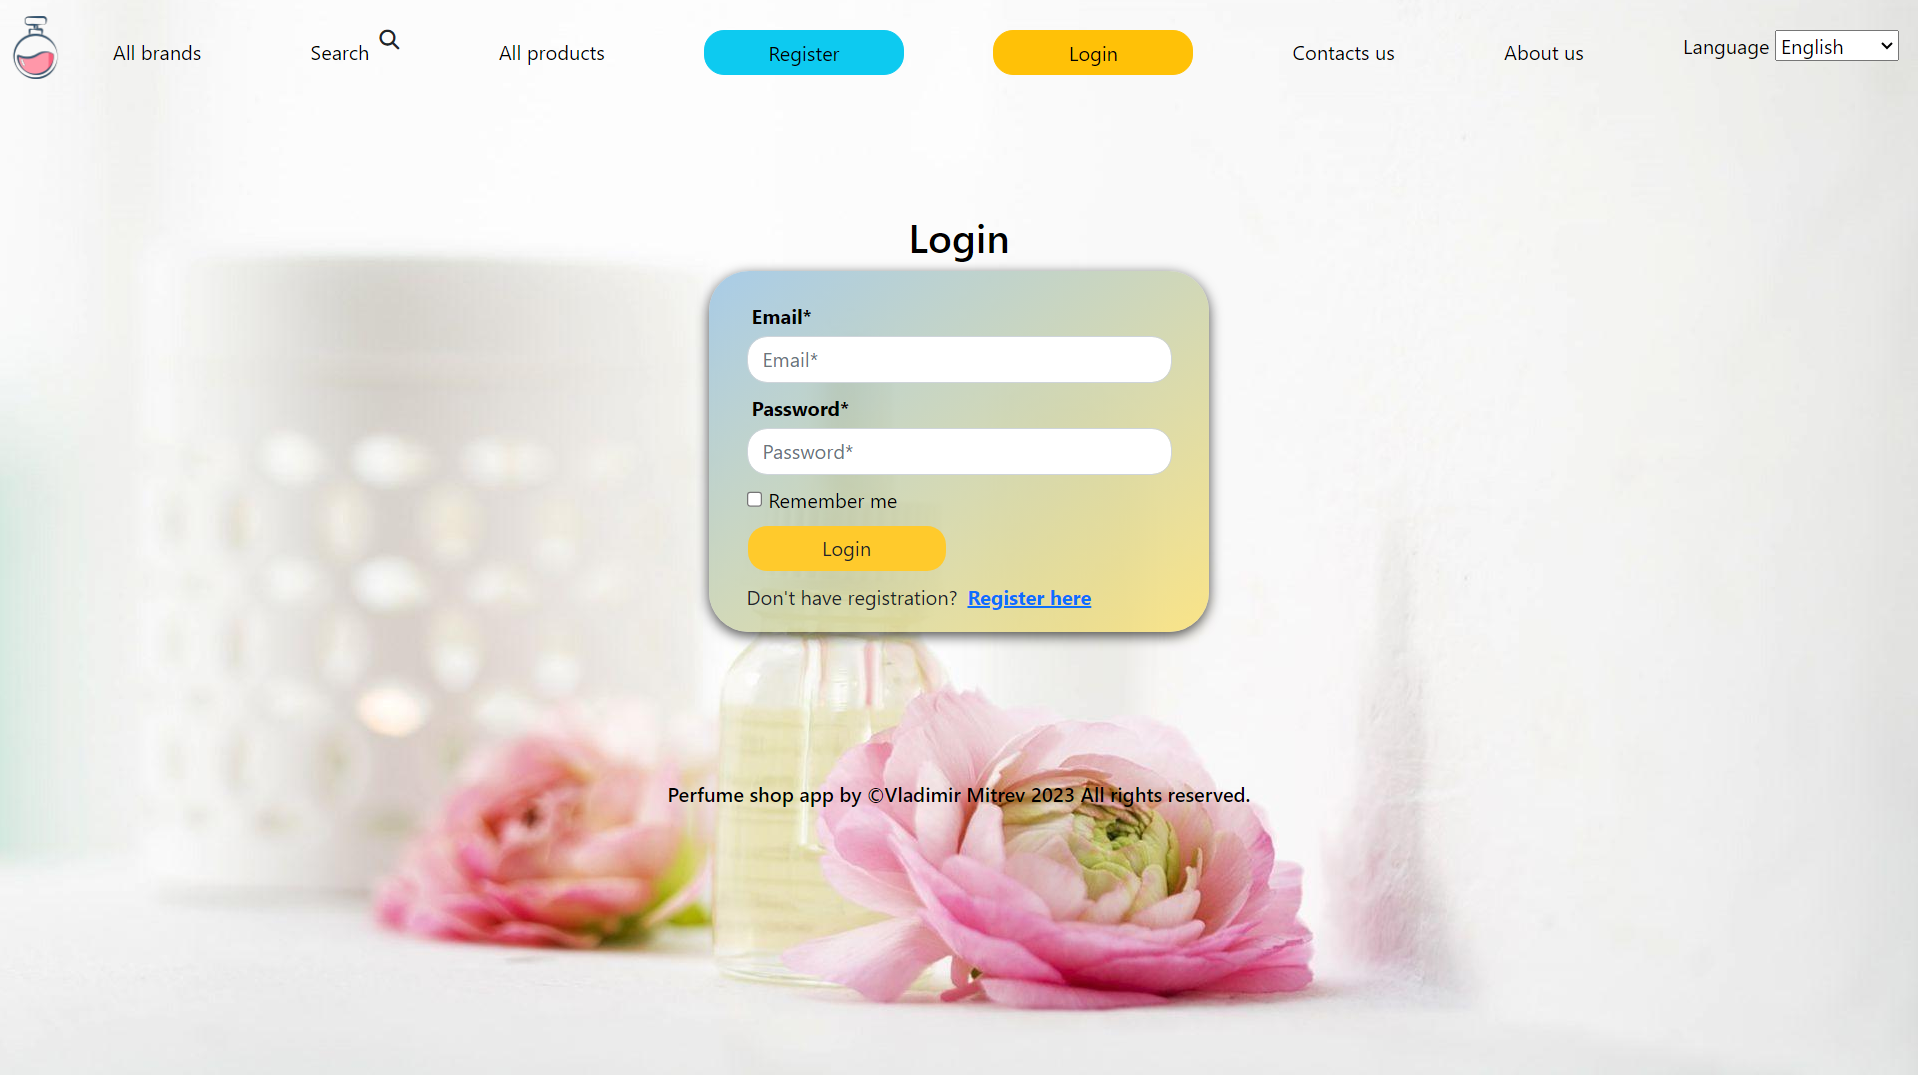 All brands
Search
All products
Register
Login
Contacts us
About us
Language English
Login
Email*
Email*
Password*
Password*
Remember me
Login
Don't have registration? Register here
Perfume shop app by ©Vladimir Mitrev 2023 All rights reserved.